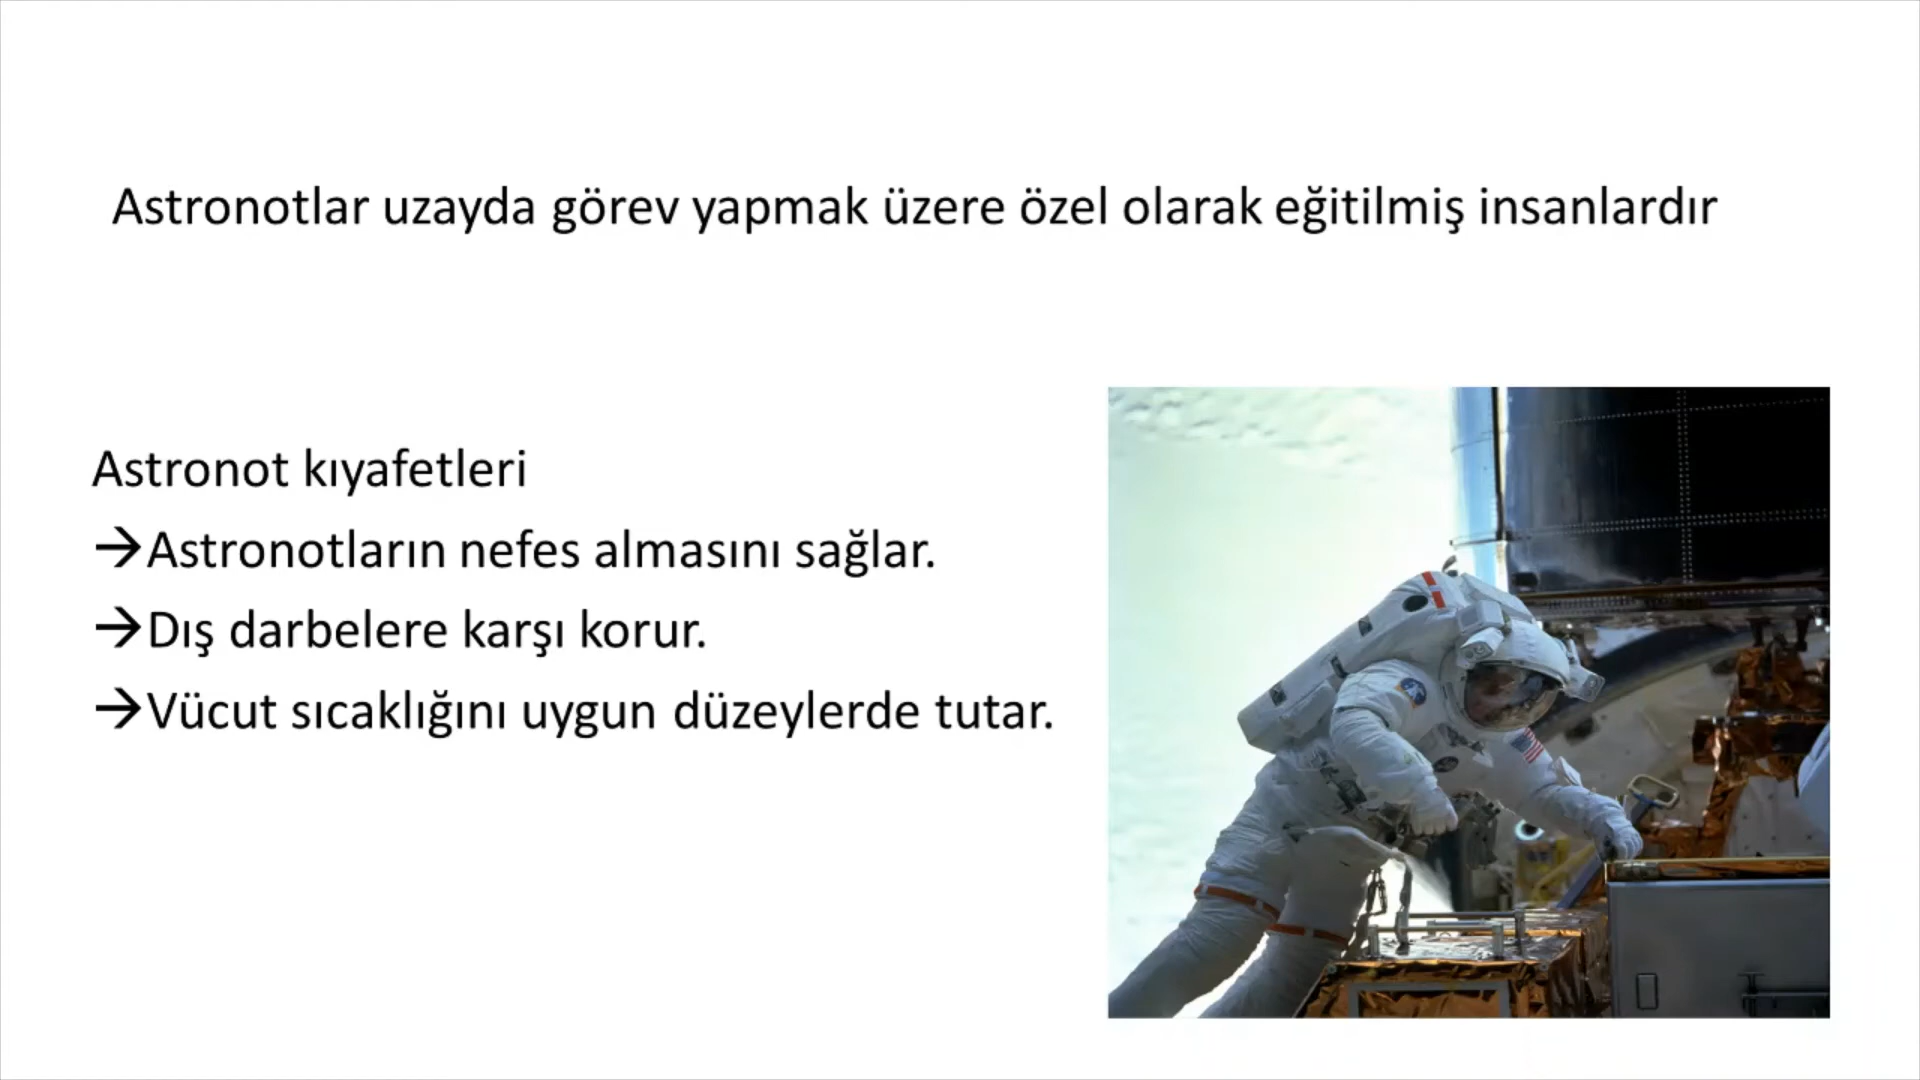 Astronotlar uzayda görev yapmak üzere özel olarak eğitilmiş insanlardır
Astronot kıyafetleri
→Astronotların nefes almasını sağlar.
→Dış darbelere karşı korur.
→Vücut sıcaklığını uygun düzeylerde tutar.